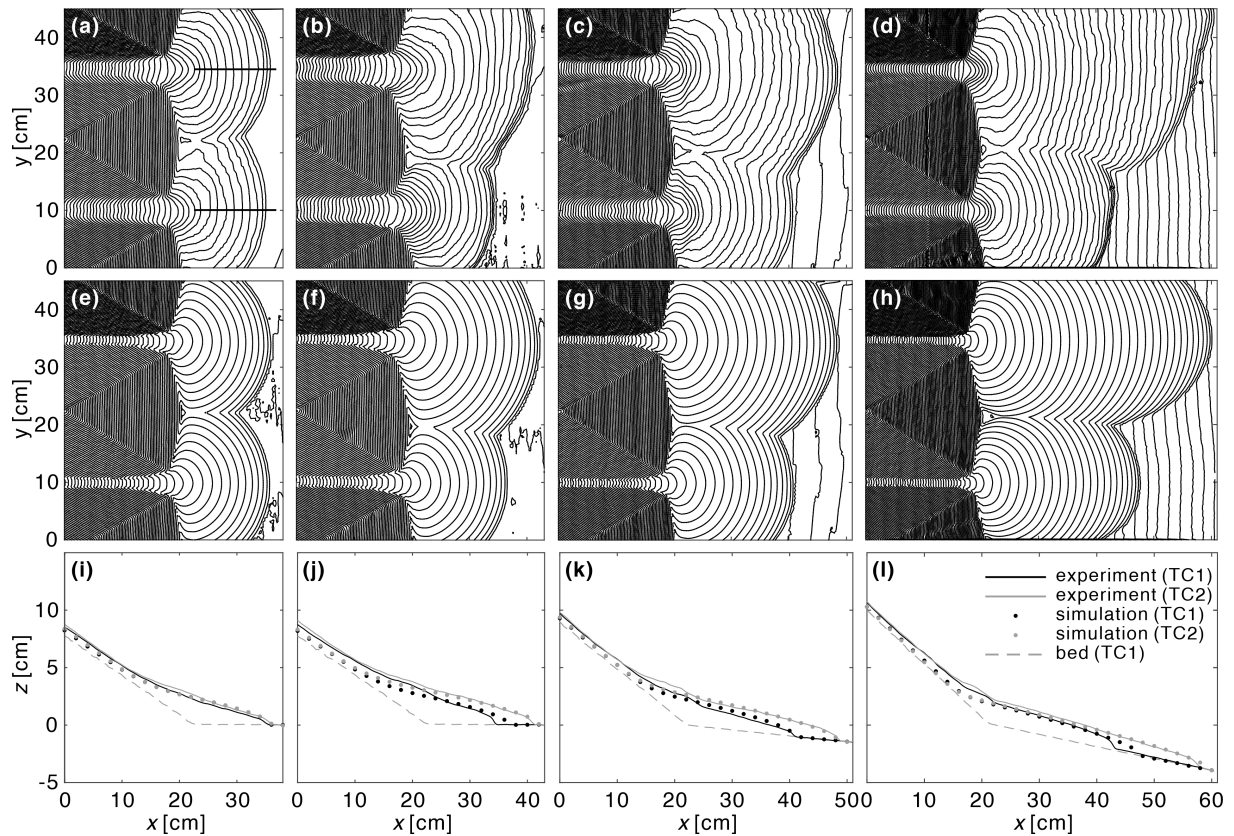 (a) (b) (c) (d)
40
30
20
10
0
y [cm]
(e) (f) (g) (h)
40
30
20
10
0
y [cm]
(i) (j) (k) (l)
experiment (TC1)
experiment (TC2)
simulation (TC1)
simulation (TC2)
bed (TC1)
10
5
0
-5
z [cm]
0 10 20 30 0 10 20 30 40 0 10 20 30 40 50 0 10 20 30 40 50 60
x [cm] x [cm] x [cm] x [cm]